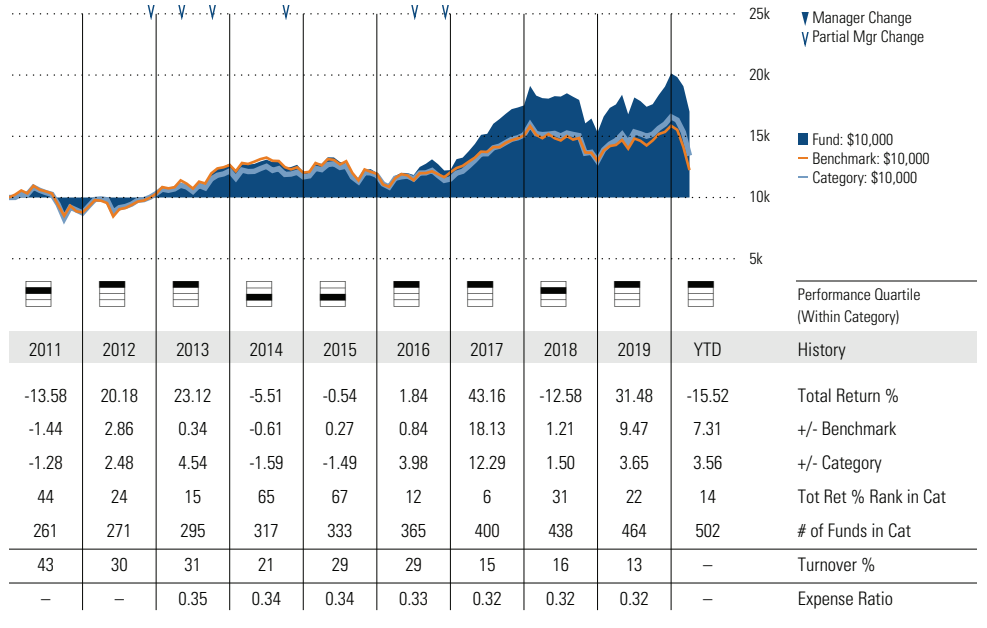 25k
Manager Change
Partial Mgr Change
20k
15k
Fund: $10,000
Benchmark: $10,000
Category: $10,000
10k
5k
Performance Quartile
(Within Category)
2011 2012 2013 2014 2015 2016 2017 2018 2019 YTD History
-13.58 20.18 23.12 -5.51 -0.54 1.84 43.16 -12.58 31.48 -15.52 Total Return %
-1.44 2.86 0.34 -0.61 0.27 0.84 18.13 1.21 9.47 7.31 +/- Benchmark
-1.28 2.48 4.54 -1.59 -1.49 3.98 12.29 1.50 3.65 3.56 +/- Category
44 24 15 65 67 12 6 31 22 14 Tot Ret % Rank in Cat
261 271 295 317 333 365 400 438 464 502 # of Funds in Cat
43 30 31 21 29 29 15 16 13 – Turnover %
– – 0.35 0.34 0.34 0.33 0.32 0.32 0.32 – Expense Ratio